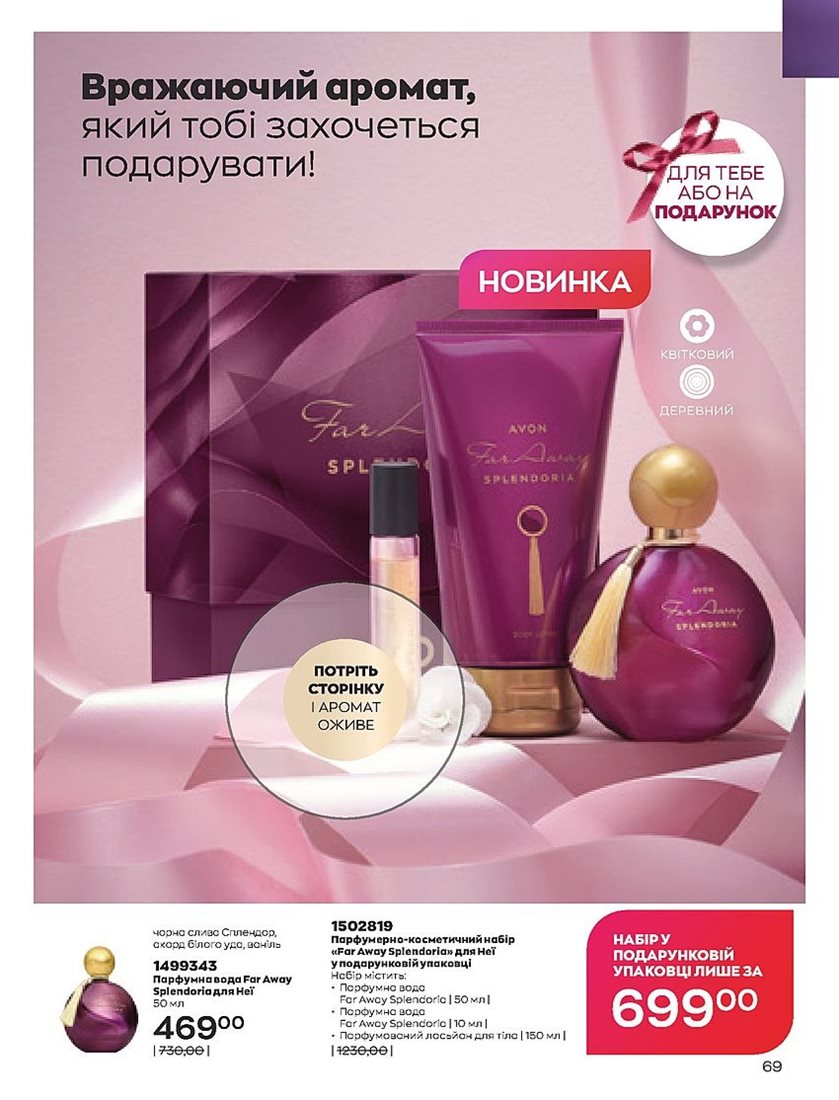 Вражаючий аромат,
який тобі захочеться
подарувати!
ДЛЯ ТЕБЕ
АБО НА
ПОДАРУНОК
НОВИНКА
КВІТКОВИЙ
ДЕРЕВНИЙ
Far A
SPLENDO
AVON
Far Away
SPLENDORIA
BODY LOTION
AVON
Far Away
SPLENDORIA
ПОТРІТЬ
СТОРІНКУ
І АРОМАТ
ОЖИВЕ
чорна слива Сплендор,
акорд білого уда, ваніль
1499343
Парфумна вода Far Away
Splendoria для Неї
50 мл
469⁰⁰
| 730,00 |
1502819
Парфумерно-косметичний набір
«Far Away Splendoria» для Неї
у подарунковій упаковці
Набір містить:
• Парфумна вода
Far Away Splendoria | 50 мл |
• Парфумна вода
Far Away Splendoria | 10 мл |
• Парфумований лосьйон для тіла | 150 мл |
| 1230,00 |
НАБІР У
ПОДАРУНКОВІЙ
УПАКОВЦІ ЛИШЕ ЗА
699⁰⁰
69